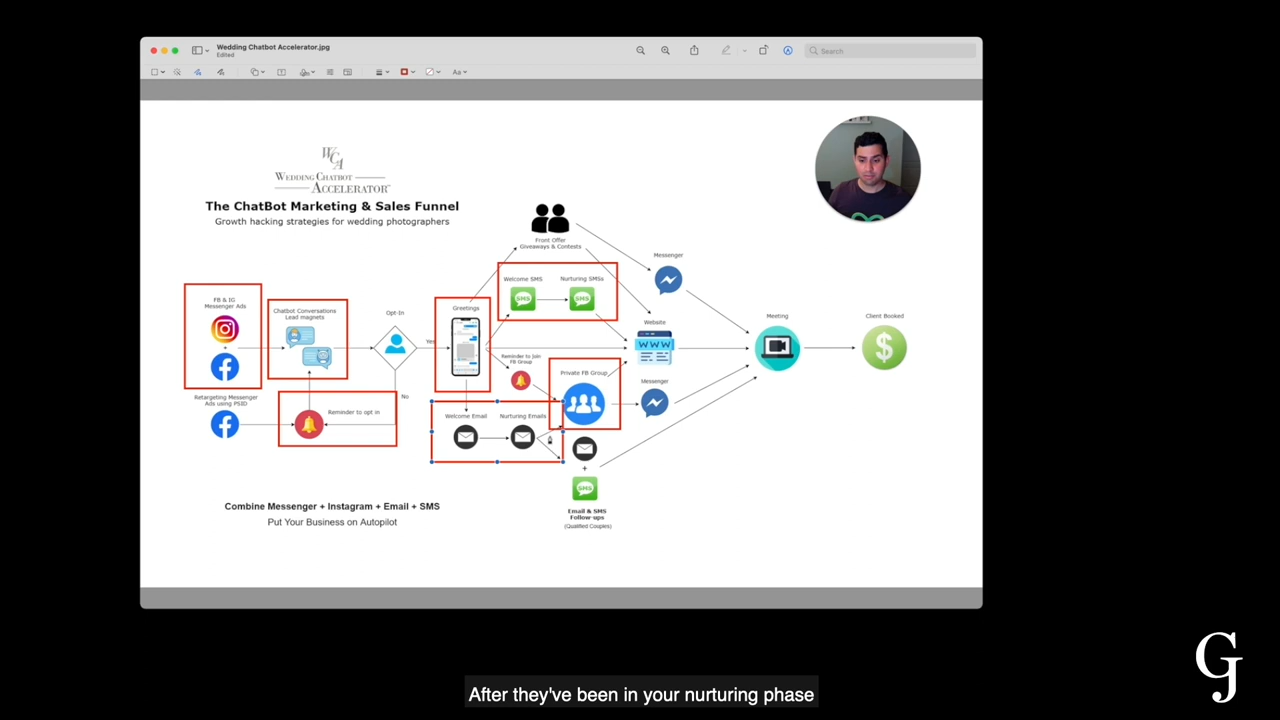 Wedding Chatbot Accelerator.jpg
Edited
Search
Aa
WCA
WEDDING CHATBOT
ACCELERATOR
The ChatBot Marketing & Sales Funnel
Growth hacking strategies for wedding photographers
Front Offer
Giveaways & Contests
Messenger
Welcome SMS
Nurturing SMSs
SMS
SMS
FB & IG
Messenger Ads
+
Chatbot Conversations
Lead magnets
Opt-In
Yes
Greetings
Website
WWW
Meeting
Client Booked
$
Reminder to join
FB Group
Private FB Group
Messenger
Retargeting Messenger
Ads using PSID
Reminder to opt in
No
Welcome Email
Nurturing Emails
+
SMS
Email & SMS
Follow-ups
(Qualified Couples)
Combine Messenger + Instagram + Email + SMS
Put Your Business on Autopilot
GJ
After they've been in your nurturing phase